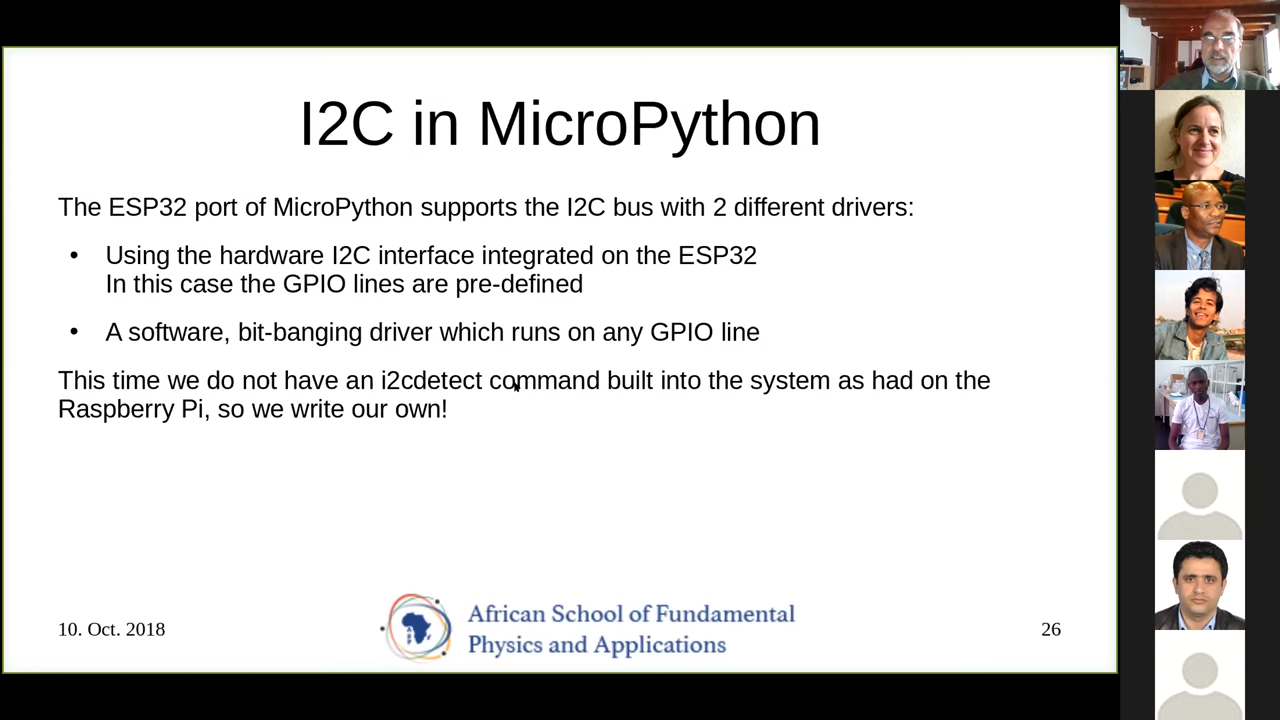 I2C in MicroPython
The ESP32 port of MicroPython supports the I2C bus with 2 different drivers:
• Using the hardware I2C interface integrated on the ESP32
In this case the GPIO lines are pre-defined
• A software, bit-banging driver which runs on any GPIO line
This time we do not have an i2cdetect command built into the system as had on the
Raspberry Pi, so we write our own!
10. Oct. 2018
African School of Fundamental
Physics and Applications
26